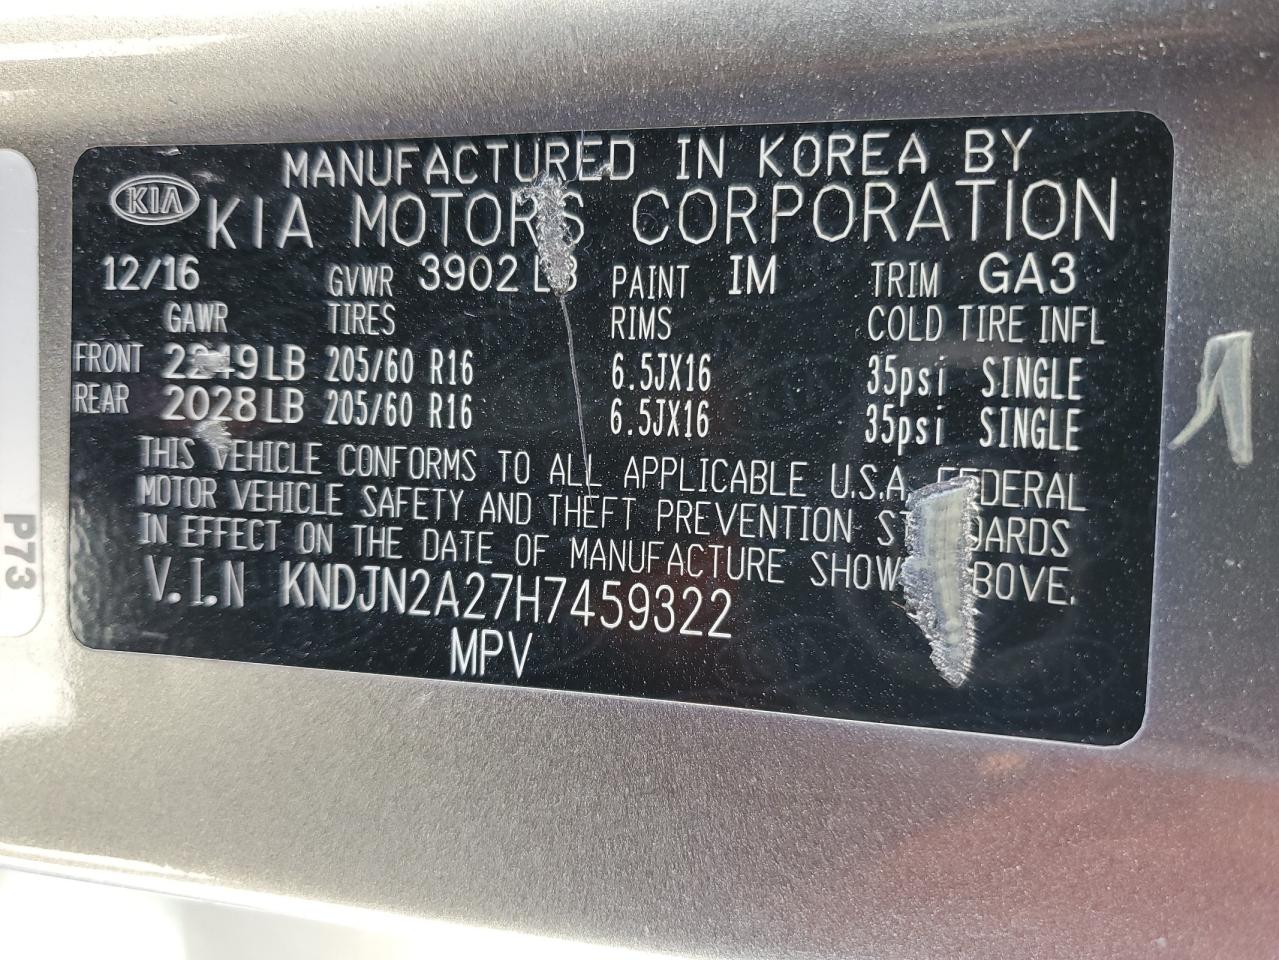 MANUFACTURED IN KOREA BY
KIA KIA MOTORS CORPORATION
12/16 GVWR 3902 LB PAINT IM TRIM GA3
GAWR TIRES RIMS COLD TIRE INFL
FRONT 2249LB 205/60 R16 6.5JX16 35psi SINGLE
REAR 2028LB 205/60 R16 6.5JX16 35psi SINGLE
THIS VEHICLE CONFORMS TO ALL APPLICABLE U.S.A. FEDERAL
MOTOR VEHICLE SAFETY AND THEFT PREVENTION STANDARDS
IN EFFECT ON THE DATE OF MANUFACTURE SHOWN ABOVE.
V.I.N KNDJN2A27H7459322
MPV
P73
1